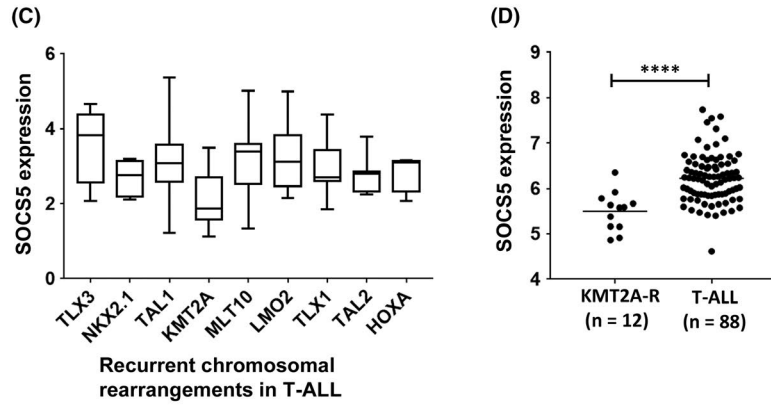 (C)
SOCS5 expression
6
4
2
0
TLX3
NKX2.1
TAL1
KMT2A
MLT10
LMO2
TLX1
TAL2
HOXA
Recurrent chromosomal
rearrangements in T-ALL
(D)
SOCS5 expression
9
8
7
6
5
4
****
KMT2A-R
(n = 12)
T-ALL
(n = 88)